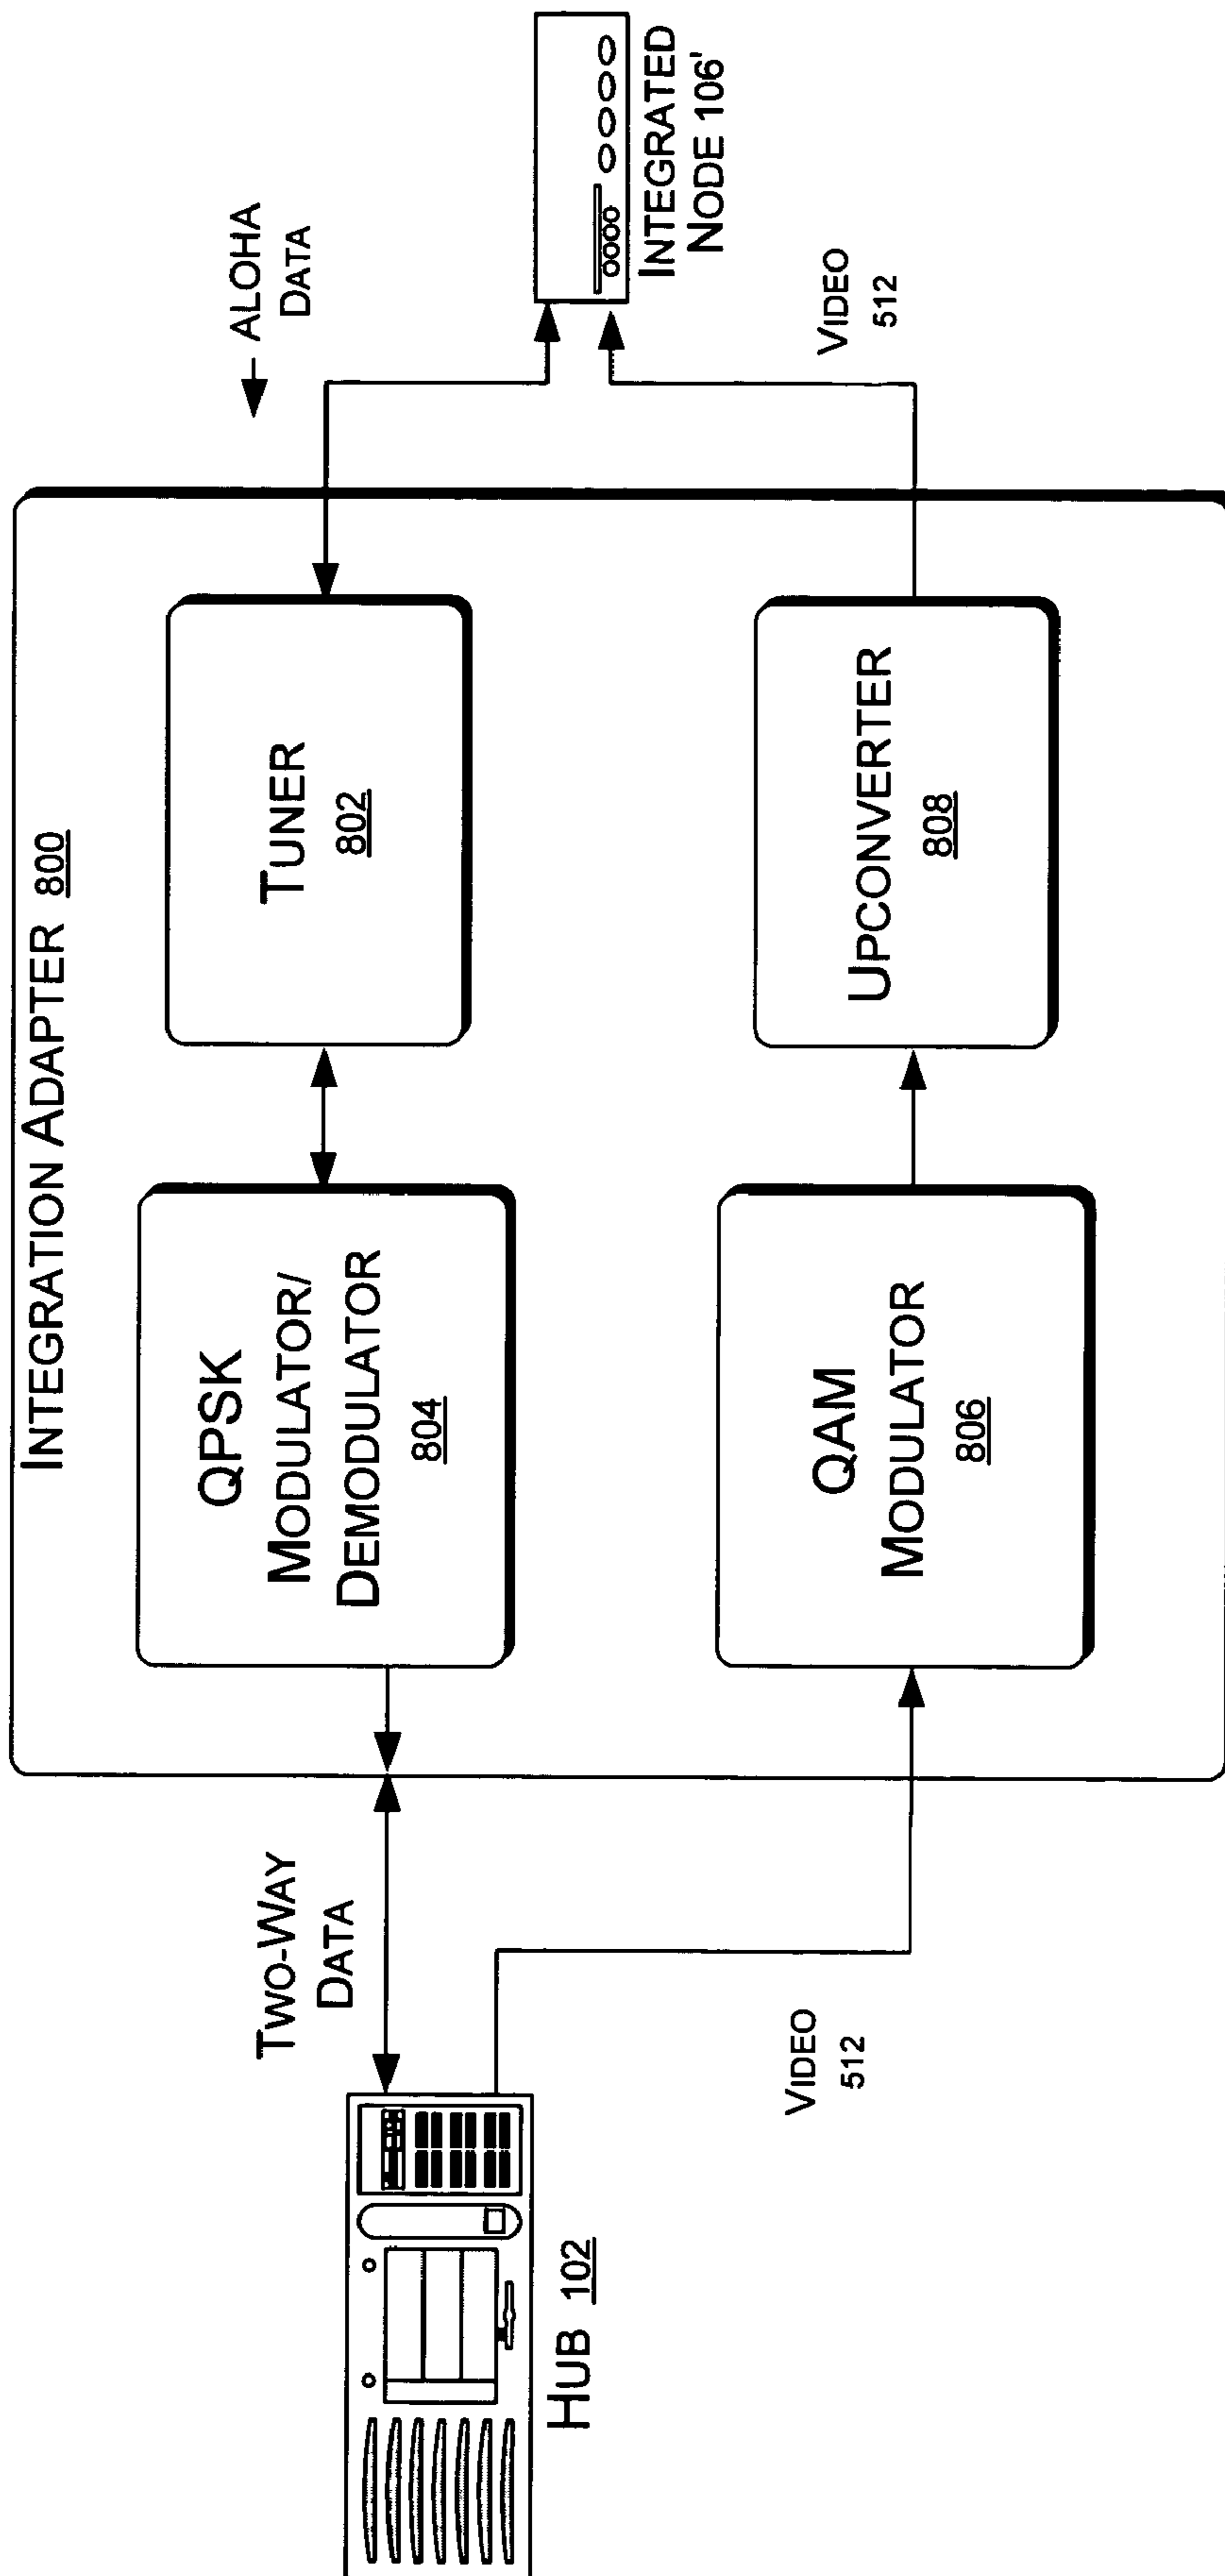 INTEGRATION ADAPTER 800
TWO-WAY
DATA
QPSK
MODULATOR/
DEMODULATOR
804
TUNER
802
ALOHA
DATA
HUB 102
INTEGRATED
NODE 106'
VIDEO
512
QAM
MODULATOR
806
UPCONVERTER
808
VIDEO
512